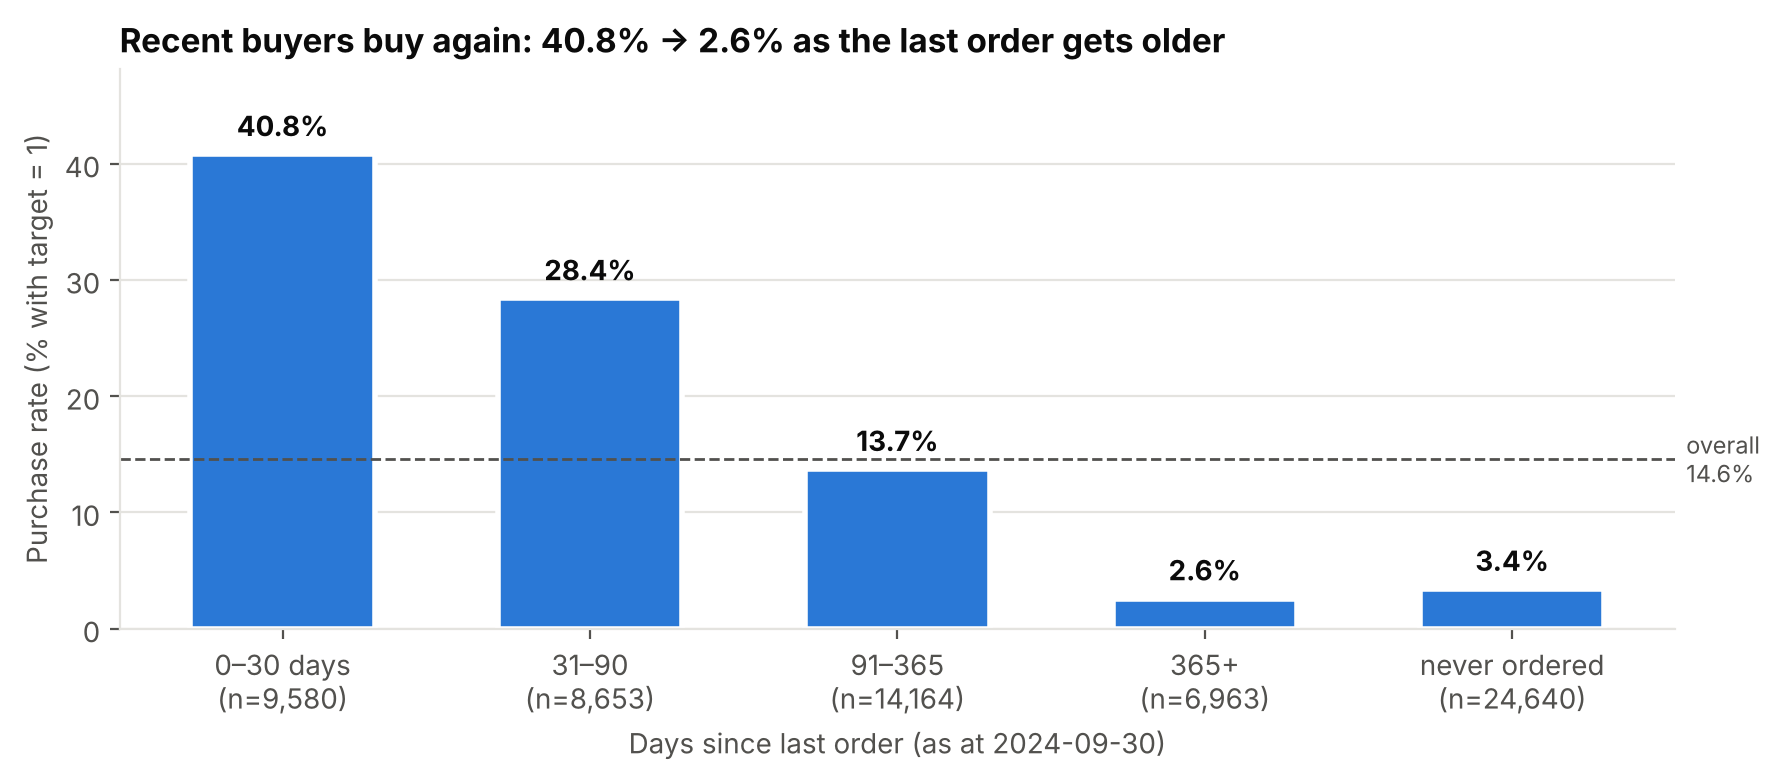 Recent buyers buy again: 40.8% → 2.6% as the last order gets older
Purchase rate (% with target = 1)
40
30
20
10
0
40.8%
28.4%
13.7%
2.6%
3.4%
overall
14.6%
0–30 days
(n=9,580)
31–90
(n=8,653)
91–365
(n=14,164)
365+
(n=6,963)
never ordered
(n=24,640)
Days since last order (as at 2024-09-30)